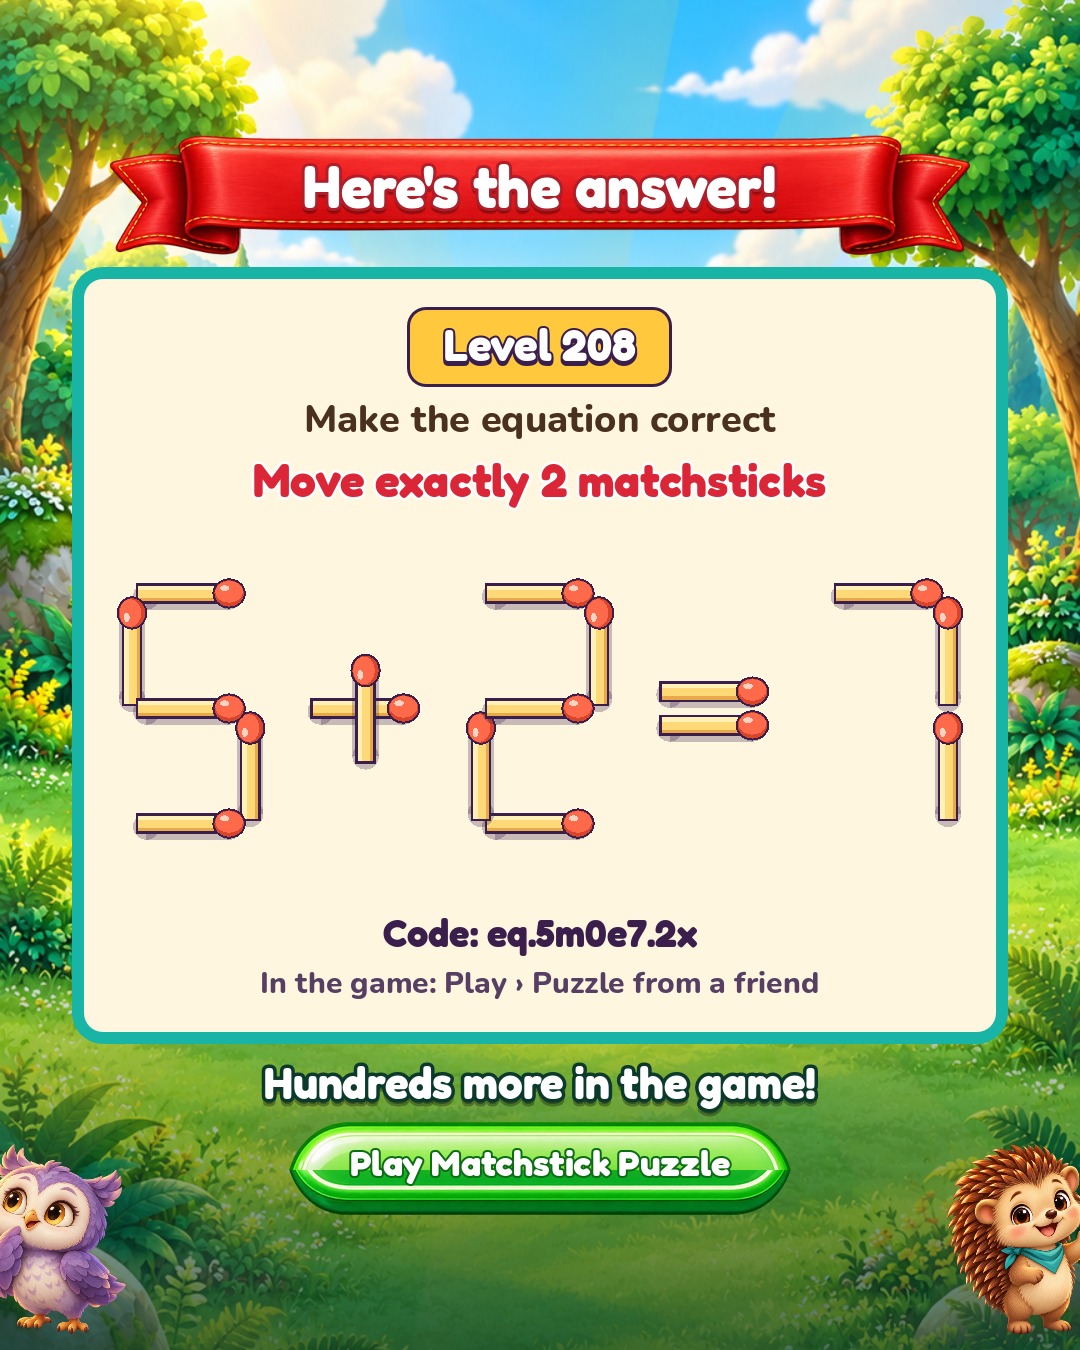 Here's the answer!
Level 208
Make the equation correct
Move exactly 2 matchsticks
5 + 2 = 7
Code: eq.5m0e7.2x
In the game: Play › Puzzle from a friend
Hundreds more in the game!
Play Matchstick Puzzle